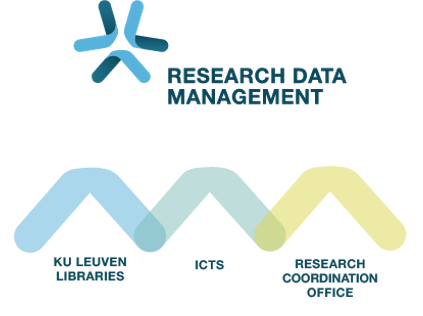 RESEARCH DATA
MANAGEMENT
KU LEUVEN
LIBRARIES
ICTS
RESEARCH
COORDINATION
OFFICE